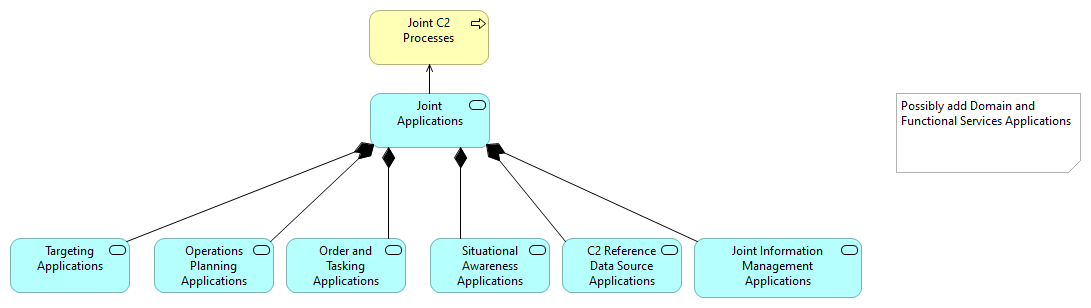 Joint C2
Processes
Joint
Applications
Possibly add Domain and
Functional Services Applications
Targeting
Applications
Operations
Planning
Applications
Order and
Tasking
Applications
Situational
Awareness
Applications
C2 Reference
Data Source
Applications
Joint Information
Management
Applications